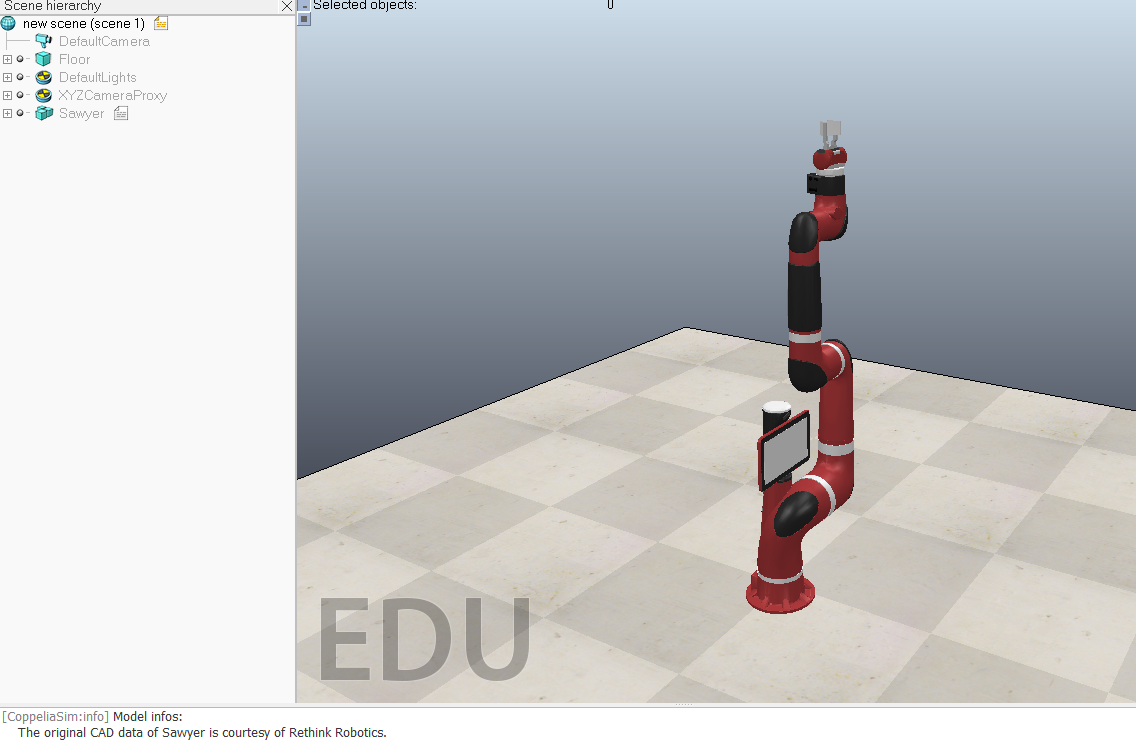 Scene hierarchy
Selected objects: 0
new scene (scene 1)
DefaultCamera
Floor
DefaultLights
XYZCameraProxy
Sawyer
EDU
[CoppeliaSim:info] Model infos:
The original CAD data of Sawyer is courtesy of Rethink Robotics.